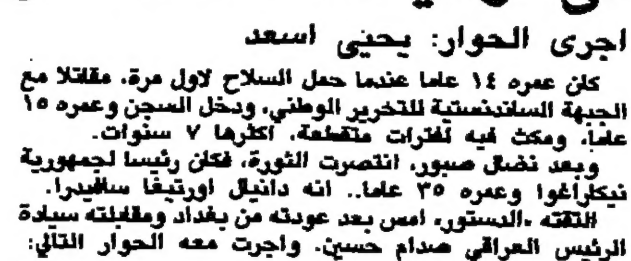 اجرى الحوار: يحيى اسعد
كان عمره ١٤ عاما عندما حمل السلاح لاول مرة، مقاتلا مع
الجبهة الساندنستية للتحرير الوطني، ودخل السجن وعمره ١٥
عاماً، ومكث فيه لفترات متقطعة، اكثرها ٧ سنوات.
وبعد نضال صبور، انتصرت الثورة، فكان رئيسا لجمهورية
نيكاراغوا وعمره ٣٥ عاما.. انه دانيال اورتيغا سافيدرا.
التقته «الدستور» امس بعد عودته من بغداد ومقابلته سيادة
الرئيس العراقي صدام حسين. واجرت معه الحوار التالي: